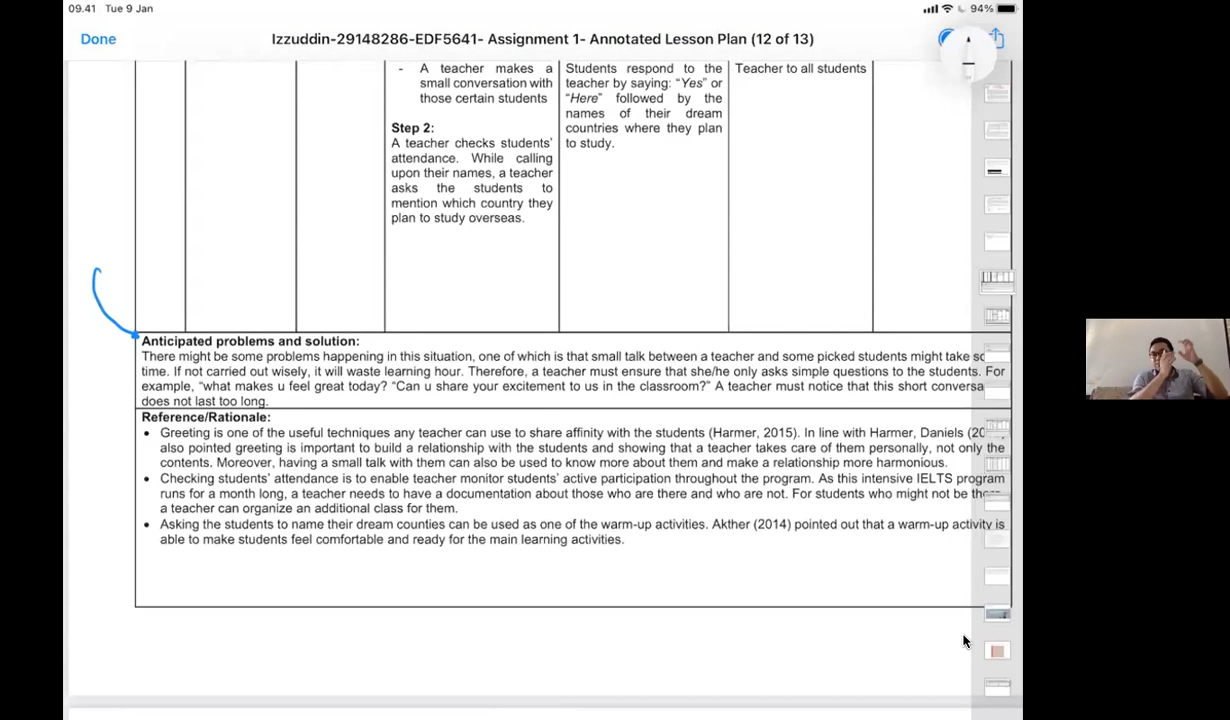 09.41 Tue 9 Jan
94%
Done
Izzuddin-29148286-EDF5641- Assignment 1- Annotated Lesson Plan (12 of 13)
- A teacher makes a
small conversation with
those certain students
Step 2:
A teacher checks students'
attendance. While calling
upon their names, a teacher
asks the students to
mention which country they
plan to study overseas.
Students respond to the
teacher by saying: “Yes” or
“Here” followed by the
names of their dream
countries where they plan
to study.
Teacher to all students
Anticipated problems and solution:
There might be some problems happening in this situation, one of which is that small talk between a teacher and some picked students might take
time. If not carried out wisely, it will waste learning hour. Therefore, a teacher must ensure that she/he only asks simple questions to the students. For
example, “what makes u feel great today? “Can u share your excitement to us in the classroom?” A teacher must notice that this short
does not last too long.
Reference/Rationale:
• Greeting is one of the useful techniques any teacher can use to share affinity with the students (Harmer, 2015). In line with Harmer, Daniels
also pointed greeting is important to build a relationship with the students and showing that a teacher takes care of them personally, not only the
contents. Moreover, having a small talk with them can also be used to know more about them and make a relationship more harmonious.
• Checking students' attendance is to enable teacher monitor students' active participation throughout the program. As this intensive IELTS program
runs for a month long, a teacher needs to have a documentation about those who are there and who are not. For students who might not be
a teacher can organize an additional class for them.
• Asking the students to name their dream counties can be used as one of the warm-up activities. Akther (2014) pointed out that a warm-up activity is
able to make students feel comfortable and ready for the main learning activities.